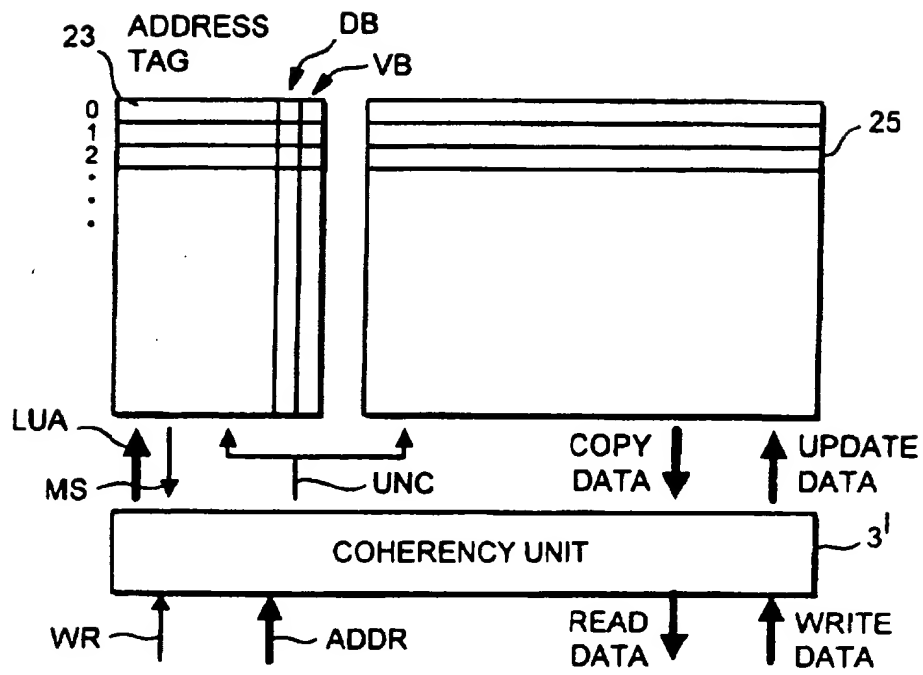 23 ADDRESS TAG
DB
VB
0
1
2
25
LUA
MS
UNC
COPY DATA
UPDATE DATA
COHERENCY UNIT
3'
WR
ADDR
READ DATA
WRITE DATA